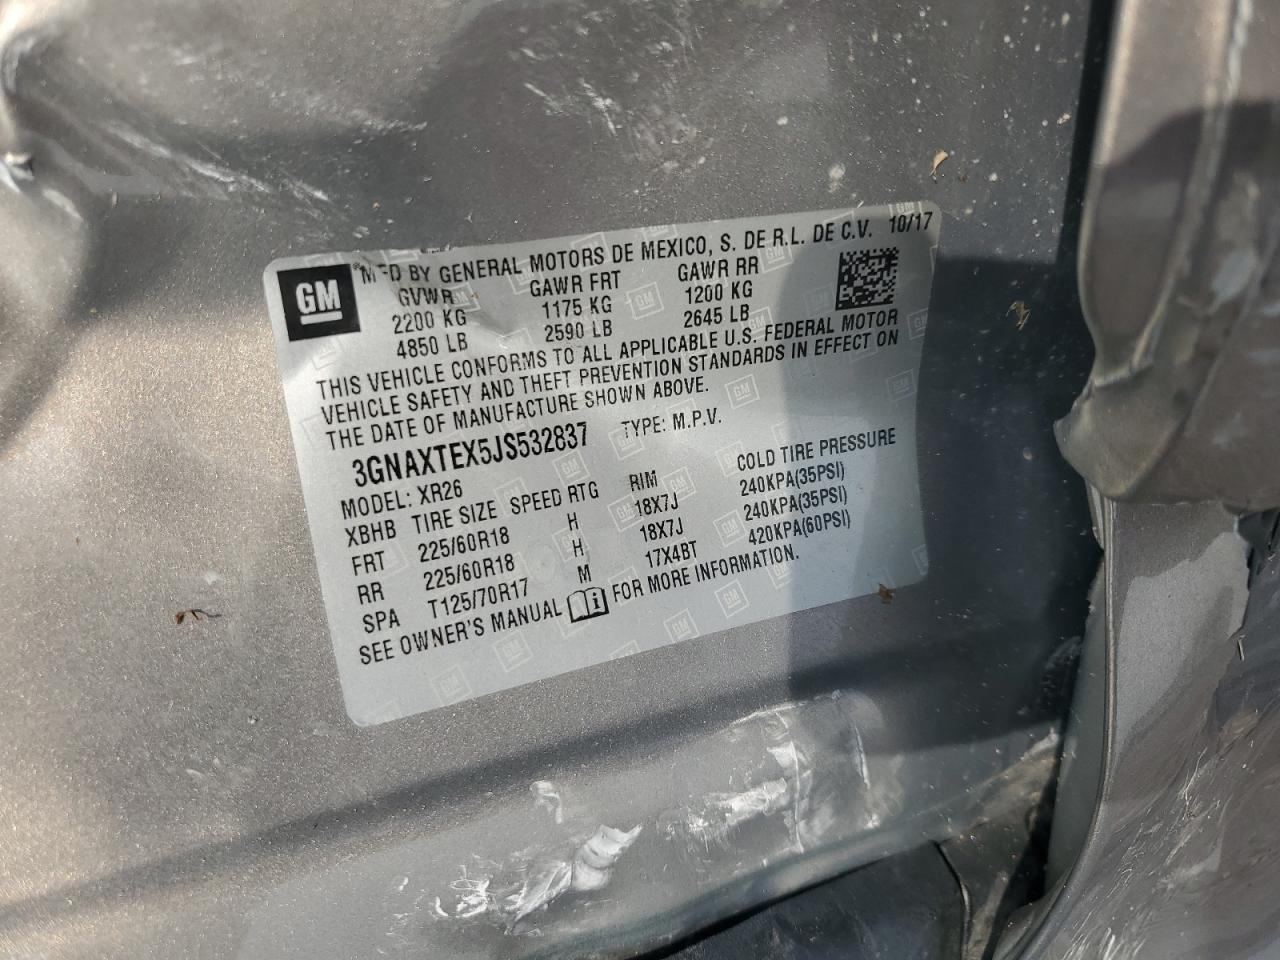 GM
MFD BY GENERAL MOTORS DE MEXICO, S. DE R.L. DE C.V. 10/17
GVWR GAWR FRT GAWR RR
2200 KG 1175 KG 1200 KG
4850 LB 2590 LB 2645 LB
THIS VEHICLE CONFORMS TO ALL APPLICABLE U.S. FEDERAL MOTOR
VEHICLE SAFETY AND THEFT PREVENTION STANDARDS IN EFFECT ON
THE DATE OF MANUFACTURE SHOWN ABOVE.
3GNAXTEX5JS532837 TYPE: M.P.V.
MODEL: XR26
XBHB TIRE SIZE SPEED RTG RIM COLD TIRE PRESSURE
FRT 225/60R18 H 18X7J 240KPA(35PSI)
RR 225/60R18 H 18X7J 240KPA(35PSI)
SPA T125/70R17 M 17X4BT 420KPA(60PSI)
SEE OWNER'S MANUAL FOR MORE INFORMATION.